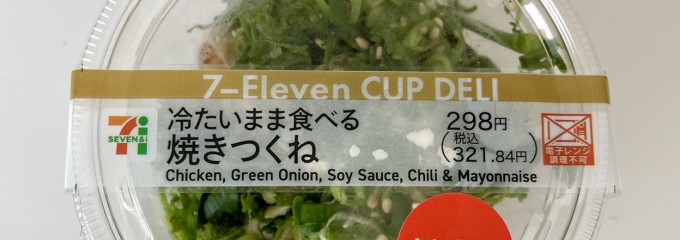 7-Eleven CUP DELI
SEVEN&i
冷たいまま食べる
焼きつくね
298円
(税込
321.84円)
電子レンジ
調理不可
Chicken, Green Onion, Soy Sauce, Chili & Mayonnaise